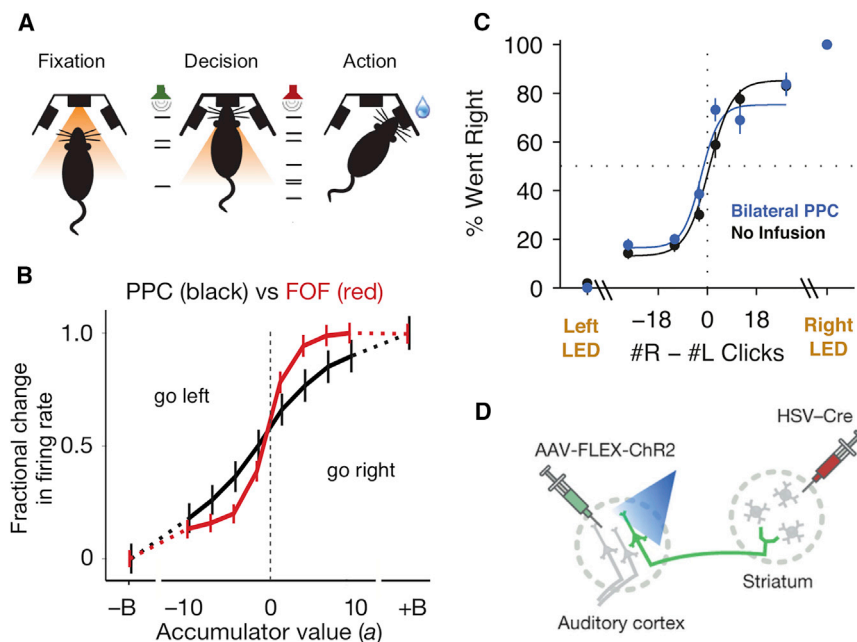 A
Fixation
Decision
Action
B
PPC (black) vs FOF (red)
Fractional change
in firing rate
1.0
0.5
0
go left
go right
–B
–10
0
10
+B
Accumulator value (a)
C
% Went Right
100
80
60
40
20
0
Bilateral PPC
No Infusion
Left
LED
–18
0
18
Right
LED
#R – #L Clicks
D
HSV–Cre
AAV-FLEX-ChR2
Striatum
Auditory cortex